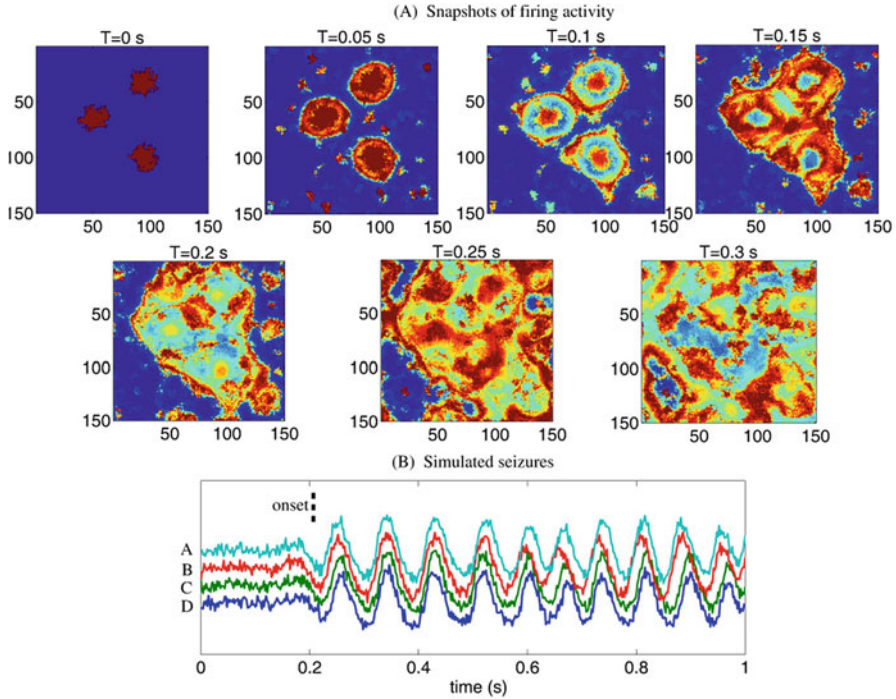 (A) Snapshots of firing activity
T=0 s
T=0.05 s
T=0.1 s
T=0.15 s
50
100
150
50 100 150
50
100
150
50 100 150
50
100
150
50 100 150
50
100
150
50 100 150
T=0.2 s
T=0.25 s
T=0.3 s
50
100
150
50 100 150
50
100
150
50 100 150
50
100
150
50 100 150
(B) Simulated seizures
onset
A
B
C
D
0 0.2 0.4 0.6 0.8 1
time (s)